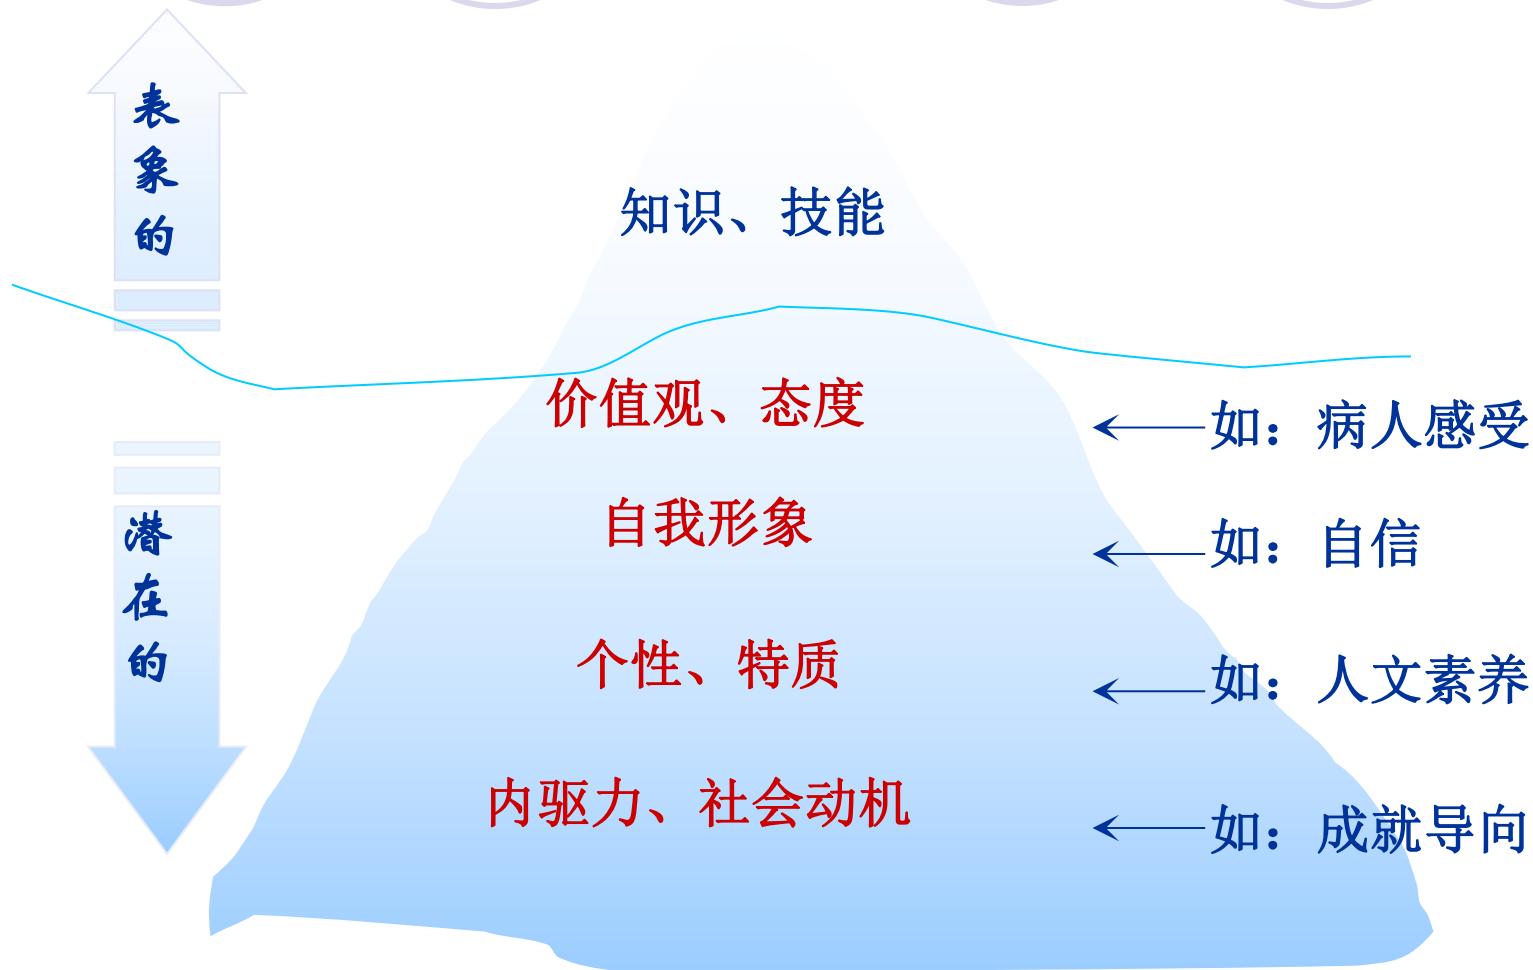 表象的
知识、技能
价值观、态度
如：病人感受
自我形象
如：自信
潜在的
个性、特质
如：人文素养
内驱力、社会动机
如：成就导向